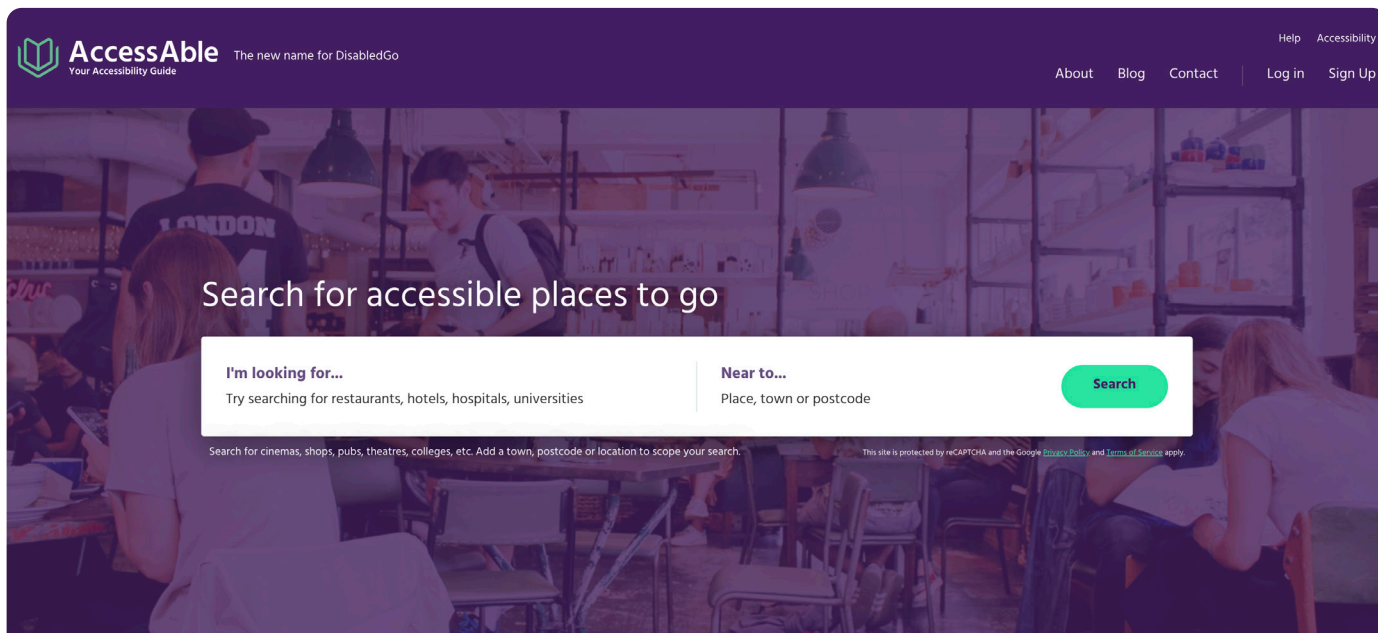 AccessAble
Your Accessibility Guide
The new name for DisabledGo
Help Accessibility
About Blog Contact Log in Sign Up
LONDON
Search for accessible places to go
I'm looking for...
Try searching for restaurants, hotels, hospitals, universities
Near to...
Place, town or postcode
Search
Search for cinemas, shops, pubs, theatres, colleges, etc. Add a town, postcode or location to scope your search.
This site is protected by reCAPTCHA and the Google Privacy Policy and Terms of Service apply.